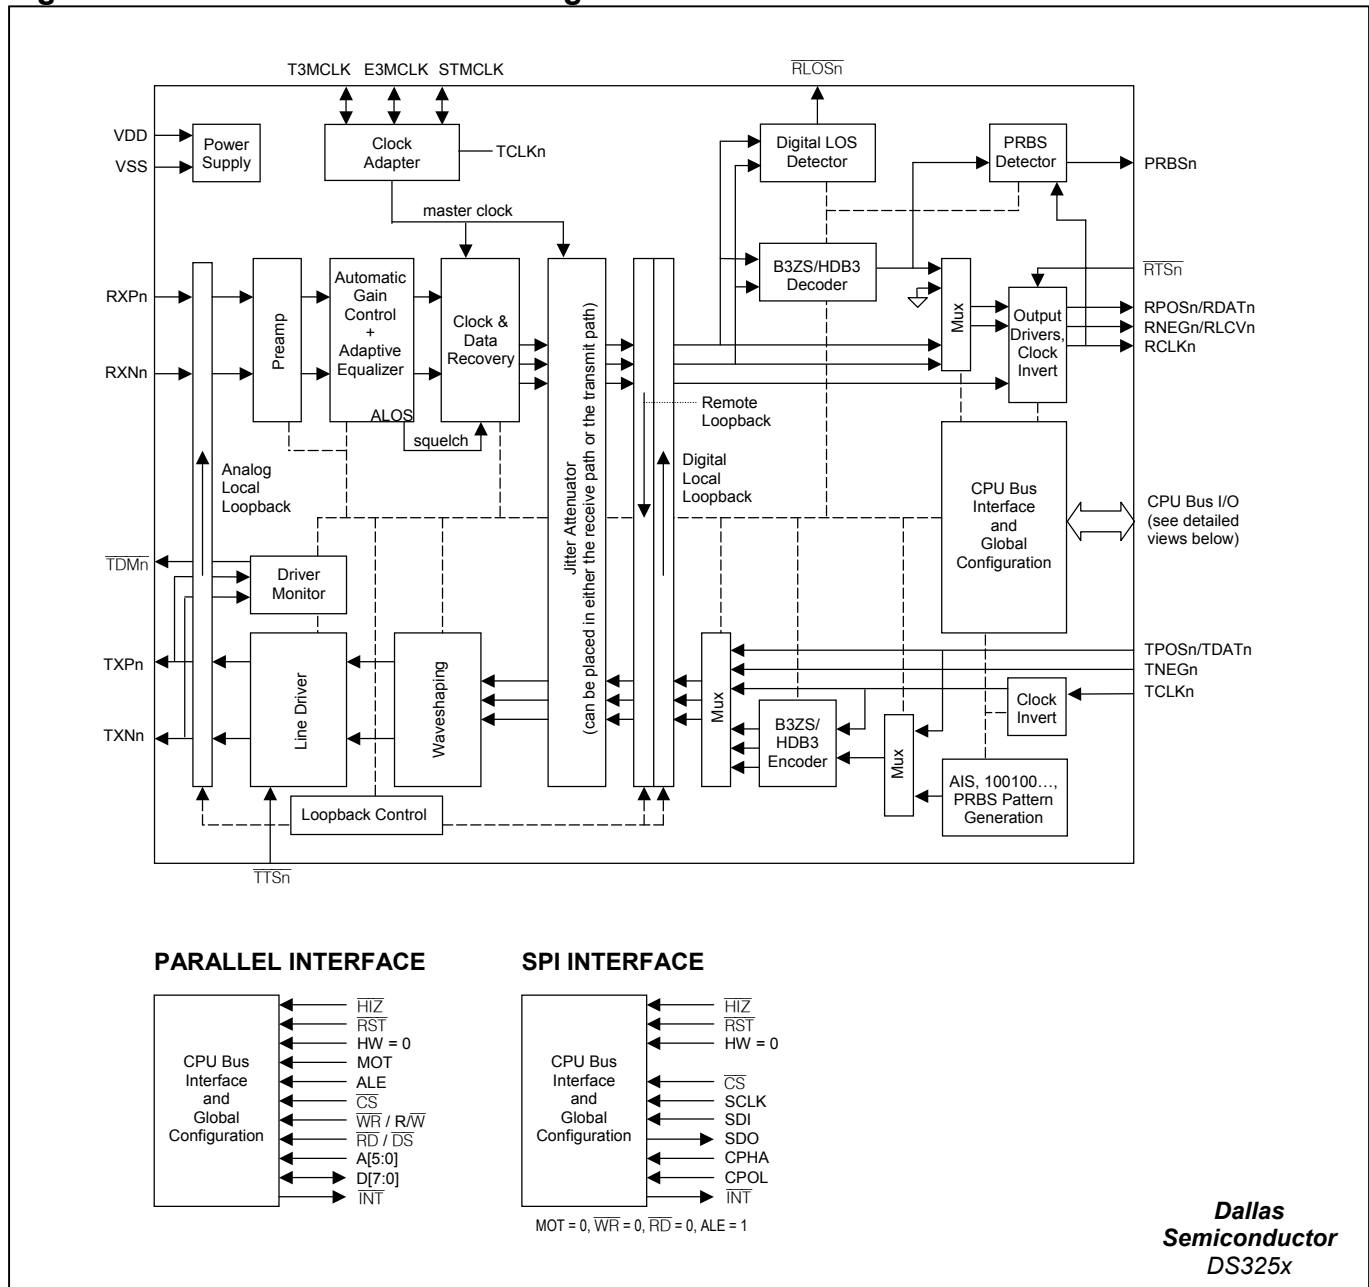 T3MCLK E3MCLK STMCLK
RLOSn
VDD
VSS
Power
Supply
Clock
Adapter
TCLKn
Digital LOS
Detector
PRBS
Detector
PRBSn
master clock
RXPn
RXNn
Preamp
Automatic
Gain
Control
+
Adaptive
Equalizer
ALOS
squelch
Clock &
Data
Recovery
Jitter Attenuator
(can be placed in either the receive path or the transmit path)
B3ZS/HDB3
Decoder
Mux
Output
Drivers,
Clock
Invert
RTSn
RPOSn/RDATn
RNEGn/RLCVn
RCLKn
Remote
Loopback
Analog
Local
Loopback
Digital
Local
Loopback
CPU Bus
Interface
and
Global
Configuration
CPU Bus I/O
(see detailed
views below)
TDMn
Driver
Monitor
TXPn
TXNn
Line Driver
Waveshaping
Mux
B3ZS/
HDB3
Encoder
Mux
Clock
Invert
TPOSn/TDATn
TNEGn
TCLKn
AIS, 100100…,
PRBS Pattern
Generation
Loopback Control
TTSn
PARALLEL INTERFACE
CPU Bus
Interface
and
Global
Configuration
HIZ
RST
HW = 0
MOT
ALE
CS
WR / R/W
RD / DS
A[5:0]
D[7:0]
INT
SPI INTERFACE
CPU Bus
Interface
and
Global
Configuration
HIZ
RST
HW = 0
CS
SCLK
SDI
SDO
CPHA
CPOL
INT
MOT = 0, WR = 0, RD = 0, ALE = 1
Dallas
Semiconductor
DS325x